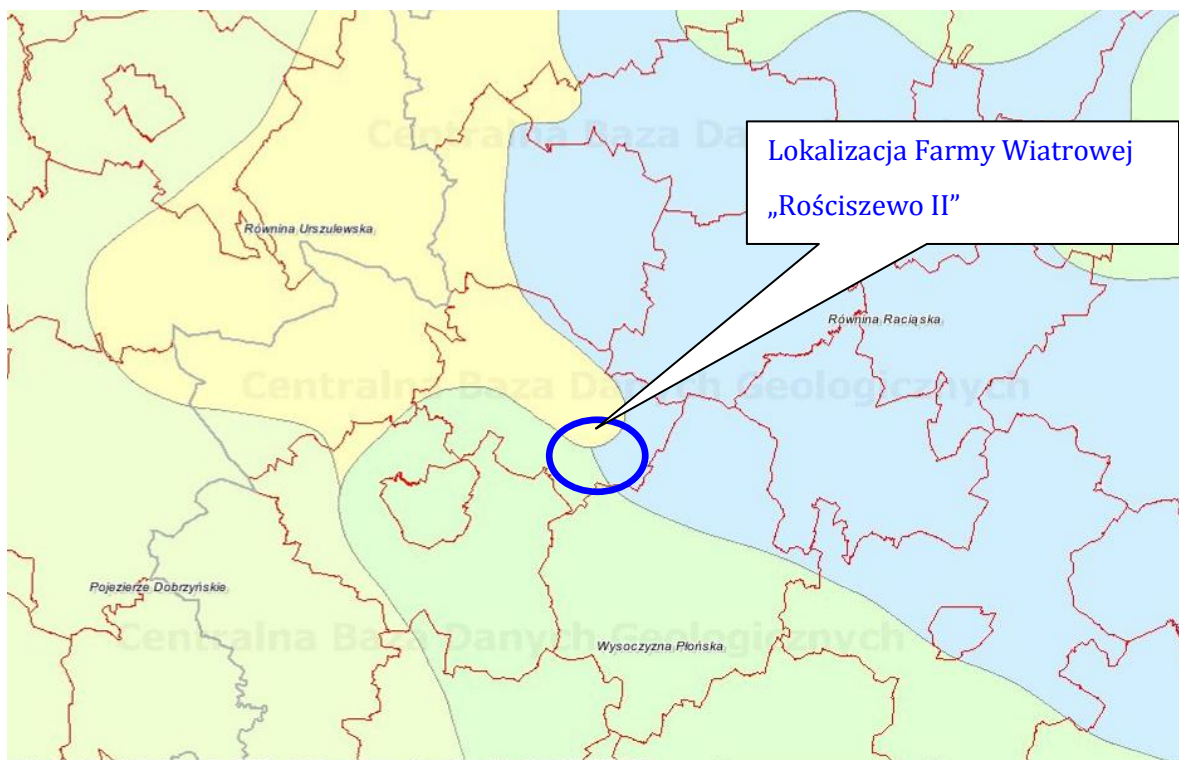 Centralna Baza Da
Lokalizacja Farmy Wiatrowej
„Rościszewo II”
Równina Urszulewska
Równina Raciąska
Centralna Baza Danych Geologicznych
Pojezierze Dobrzyńskie
Centralna Baza Danych Geologicznych
Wysoczyzna Płońska